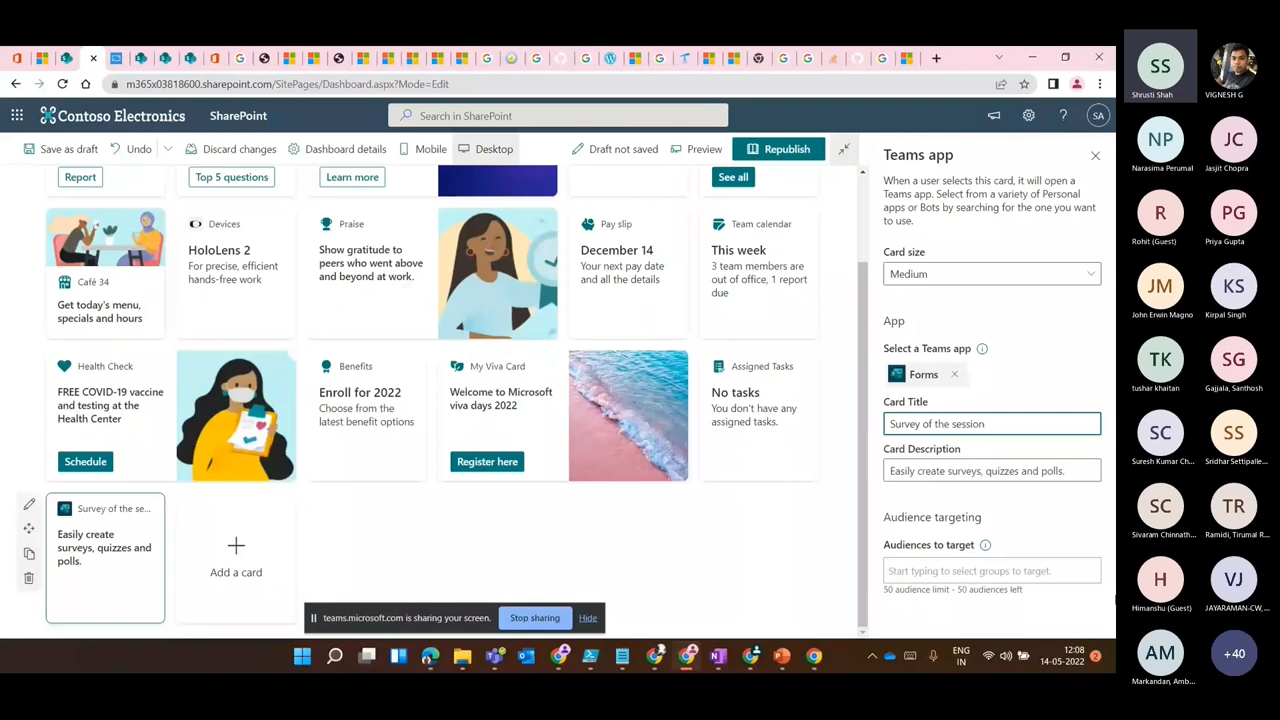 m365x03818600.sharepoint.com/SitePages/Dashboard.aspx?Mode=Edit
Contoso Electronics
SharePoint
Search in SharePoint
SA
Save as draft
Undo
Discard changes
Dashboard details
Mobile
Desktop
Draft not saved
Preview
Republish
Report
Top 5 questions
Learn more
See all
Café 34
Get today's menu,
specials and hours
Devices
HoloLens 2
For precise, efficient
hands-free work
Praise
Show gratitude to
peers who went above
and beyond at work.
Pay slip
December 14
Your next pay date
and all the details
Team calendar
This week
3 team members are
out of office, 1 report
due
Health Check
FREE COVID-19 vaccine
and testing at the
Health Center
Schedule
Benefits
Enroll for 2022
Choose from the
latest benefit options
My Viva Card
Welcome to Microsoft
viva days 2022
Register here
Assigned Tasks
No tasks
You don't have any
assigned tasks.
Survey of the se...
Easily create
surveys, quizzes and
polls.
Add a card
Teams app
When a user selects this card, it will open a
Teams app. Select from a variety of Personal
apps or Bots by searching for the one you want
to use.
Card size
Medium
App
Select a Teams app
Forms
Card Title
Survey of the session
Card Description
Easily create surveys, quizzes and polls.
Audience targeting
Audiences to target
Start typing to select groups to target.
50 audience limit - 50 audiences left
teams.microsoft.com is sharing your screen.
Stop sharing
Hide
ENG
IN
12:08
14-05-2022
2
SS
Shrusti Shah
VIGNESH G
NP
Narasima Perumal
JC
Jasjit Chopra
R
Rohit (Guest)
PG
Priya Gupta
JM
John Erwin Magno
KS
Kirpal Singh
TK
tushar khaitan
SG
Gajjala, Santhosh
SC
Suresh Kumar Ch...
SS
Sridhar Settipalle...
SC
Sivaram Chinnath...
TR
Ramidi, Tirumal R...
H
Himanshu (Guest)
VJ
JAYARAMAN-CW, ...
AM
Markandan, Amb...
+40